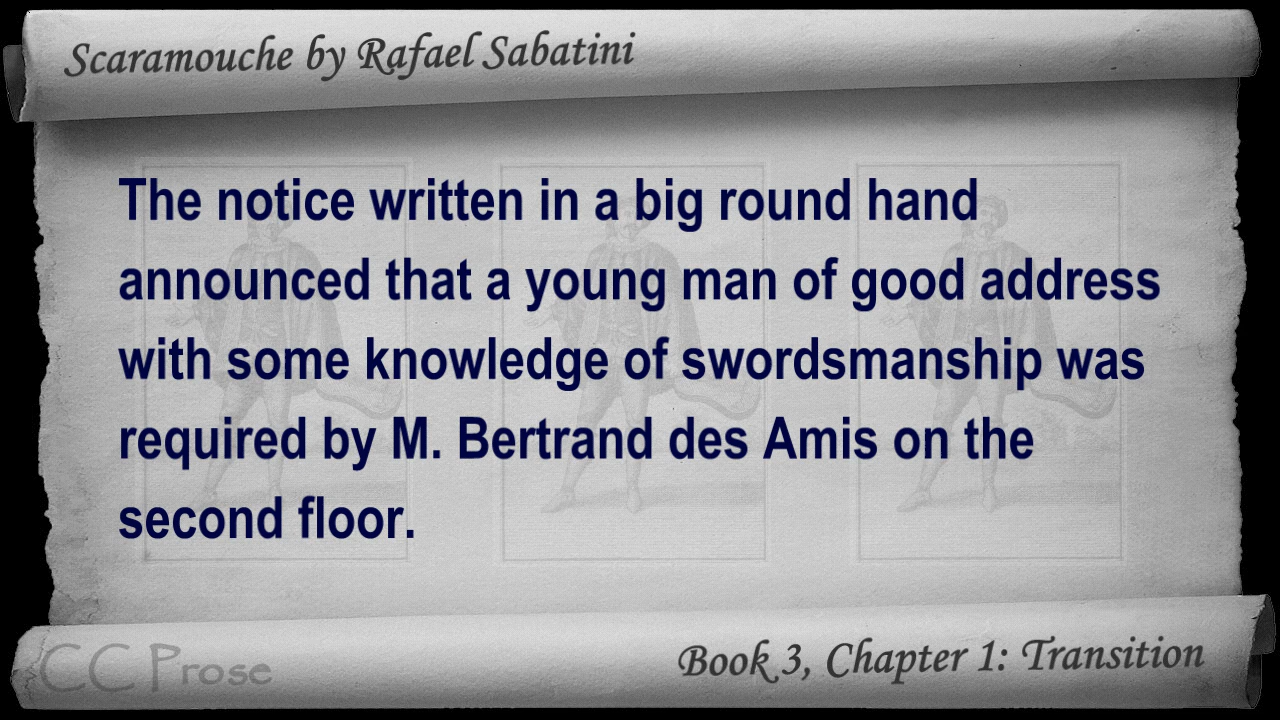 Scaramouche by Rafael Sabatini
The notice written in a big round hand
announced that a young man of good address
with some knowledge of swordsmanship was
required by M. Bertrand des Amis on the
second floor.
CC Prose
Book 3, Chapter 1: Transition